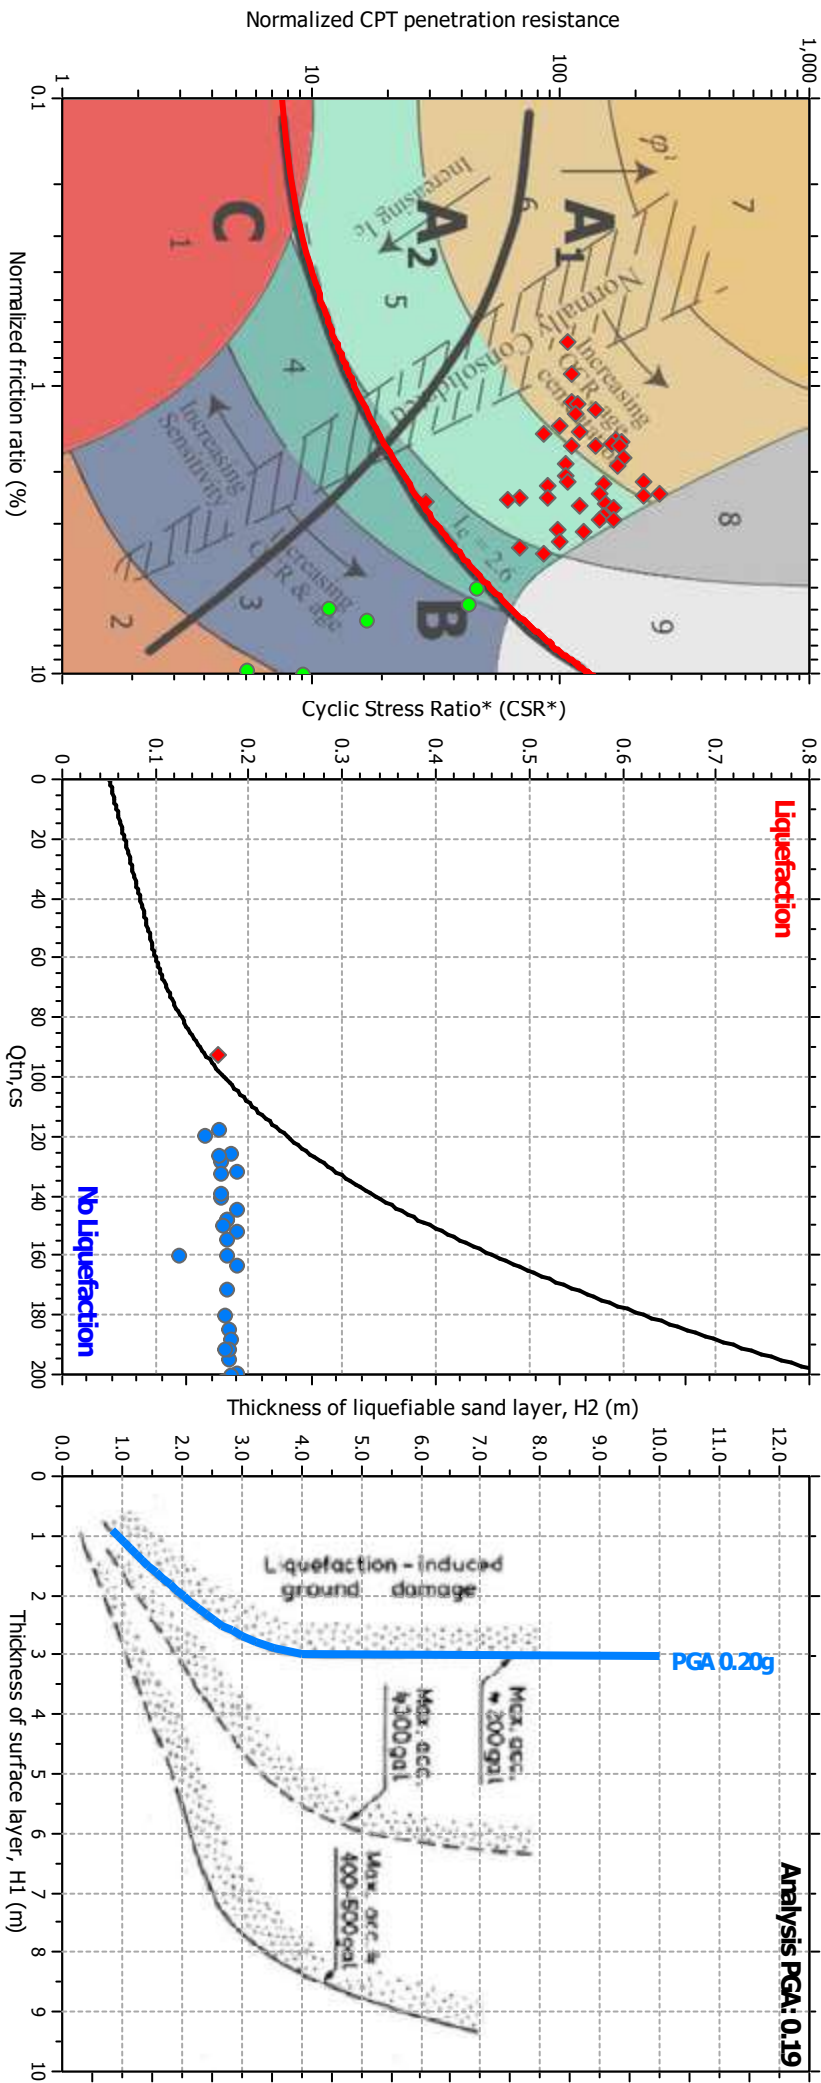 Normalized CPT penetration resistance
1,000
100
10
1
0.1
1
10
Normalized friction ratio (%)
7
φ'
A1
6
Increasing Ic
A2
5
C
1
Normally Consolidated
Increasing
OCR & age
4
Increasing
Sensitivity
Ic = 2.6
8
9
B
Increasing
OCR & age
3
2
Cyclic Stress Ratio* (CSR*)
0.8
0.7
0.6
0.5
0.4
0.3
0.2
0.1
0
Liquefaction
No Liquefaction
0
20
40
60
80
100
120
140
160
180
200
Qtn,cs
Thickness of liquefiable sand layer, H2 (m)
12.0
11.0
10.0
9.0
8.0
7.0
6.0
5.0
4.0
3.0
2.0
1.0
0.0
Analysis PGA: 0.19
PGA 0.20g
Liquefaction-induced
ground damage
Max. acc.
200gal
Max. acc.
300gal
Max. acc.
400-500gal
0
1
2
3
4
5
6
7
8
9
10
Thickness of surface layer, H1 (m)